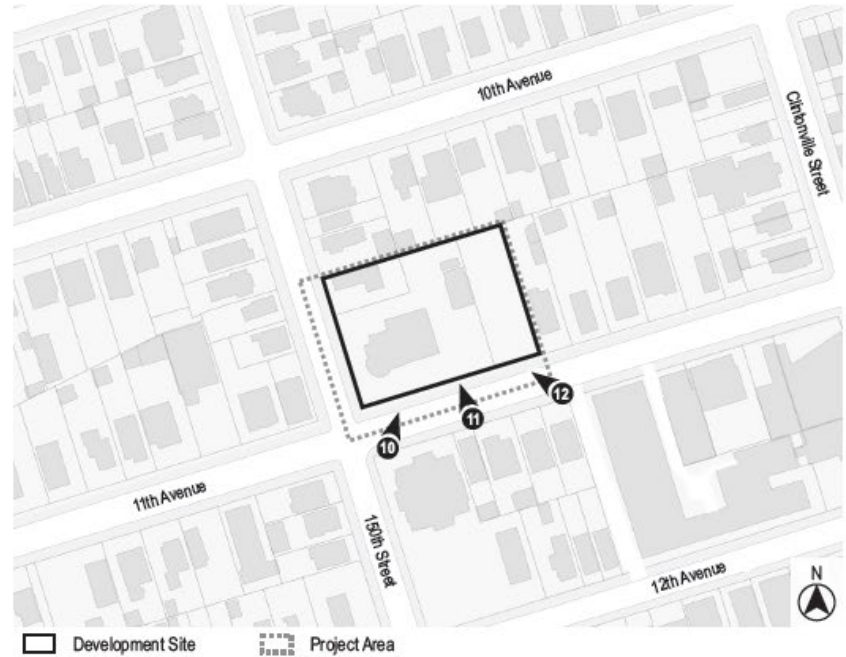 10th Avenue
Clintonville Street
12
11
10
11th Avenue
150th Street
12th Avenue
N
Development Site
Project Area